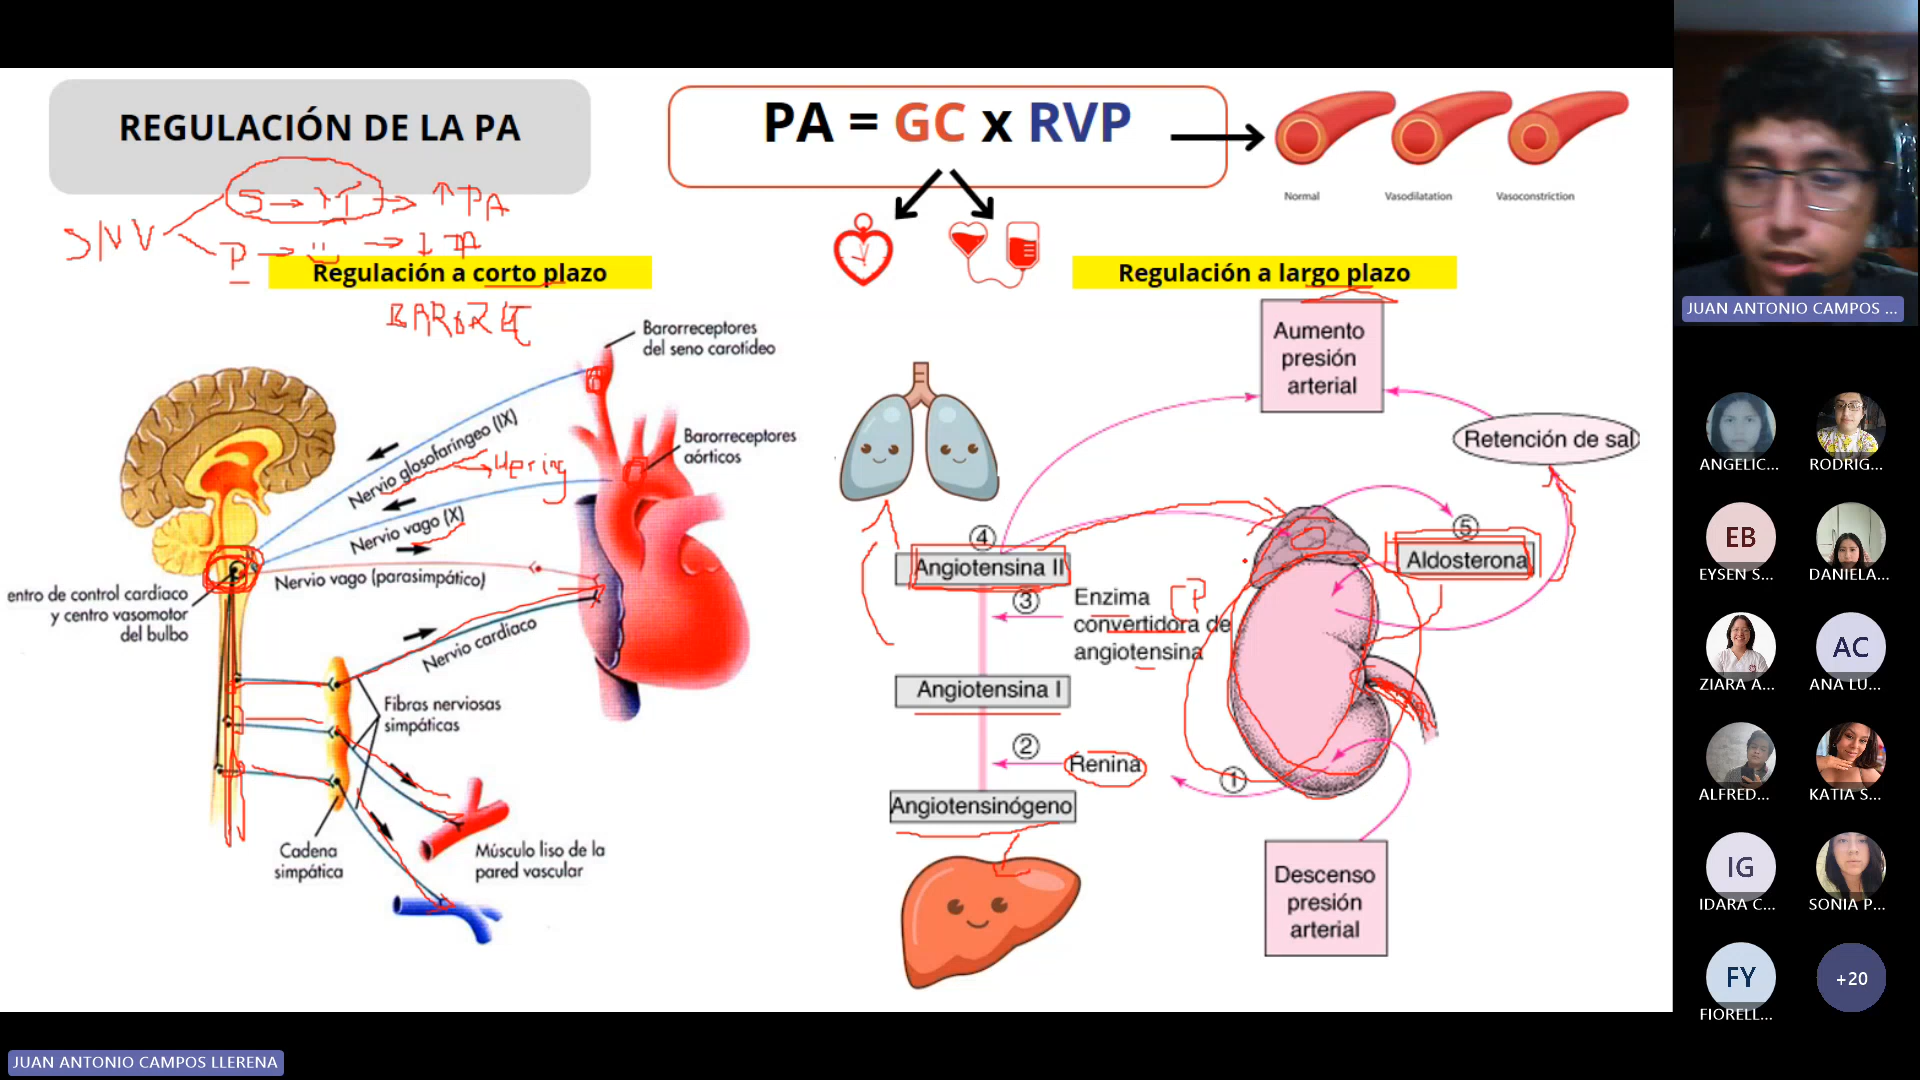 REGULACIÓN DE LA PA
PA = GC x RVP
Normal
Vasodilatation
Vasoconstriction
S → → ↑ PA
SNV
P → → ↓ PA
Regulación a corto plazo
Regulación a largo plazo
Barorreceptores
del seno carotídeo
Barorreceptores
aórticos
Nervio glosofaríngeo (IX)
Hering
Nervio vago (X)
Nervio vago (parasimpático)
entro de control cardíaco
y centro vasomotor
del bulbo
Nervio cardíaco
Fibras nerviosas
simpáticas
Cadena
simpática
Músculo liso de la
pared vascular
Aumento
presión
arterial
Retención de sal
④
Angiotensina II
③
Enzima
convertidora de
angiotensina
⑤
Aldosterona
Angiotensina I
②
Renina
①
Angiotensinógeno
Descenso
presión
arterial
JUAN ANTONIO CAMPOS ...
ANGELIC...
RODRIG...
EB
EYSEN S...
DANIELA...
ZIARA A...
AC
ANA LU...
ALFRED...
KATIA S...
IG
IDARA C...
SONIA P...
FY
FIORELL...
+20
JUAN ANTONIO CAMPOS LLERENA